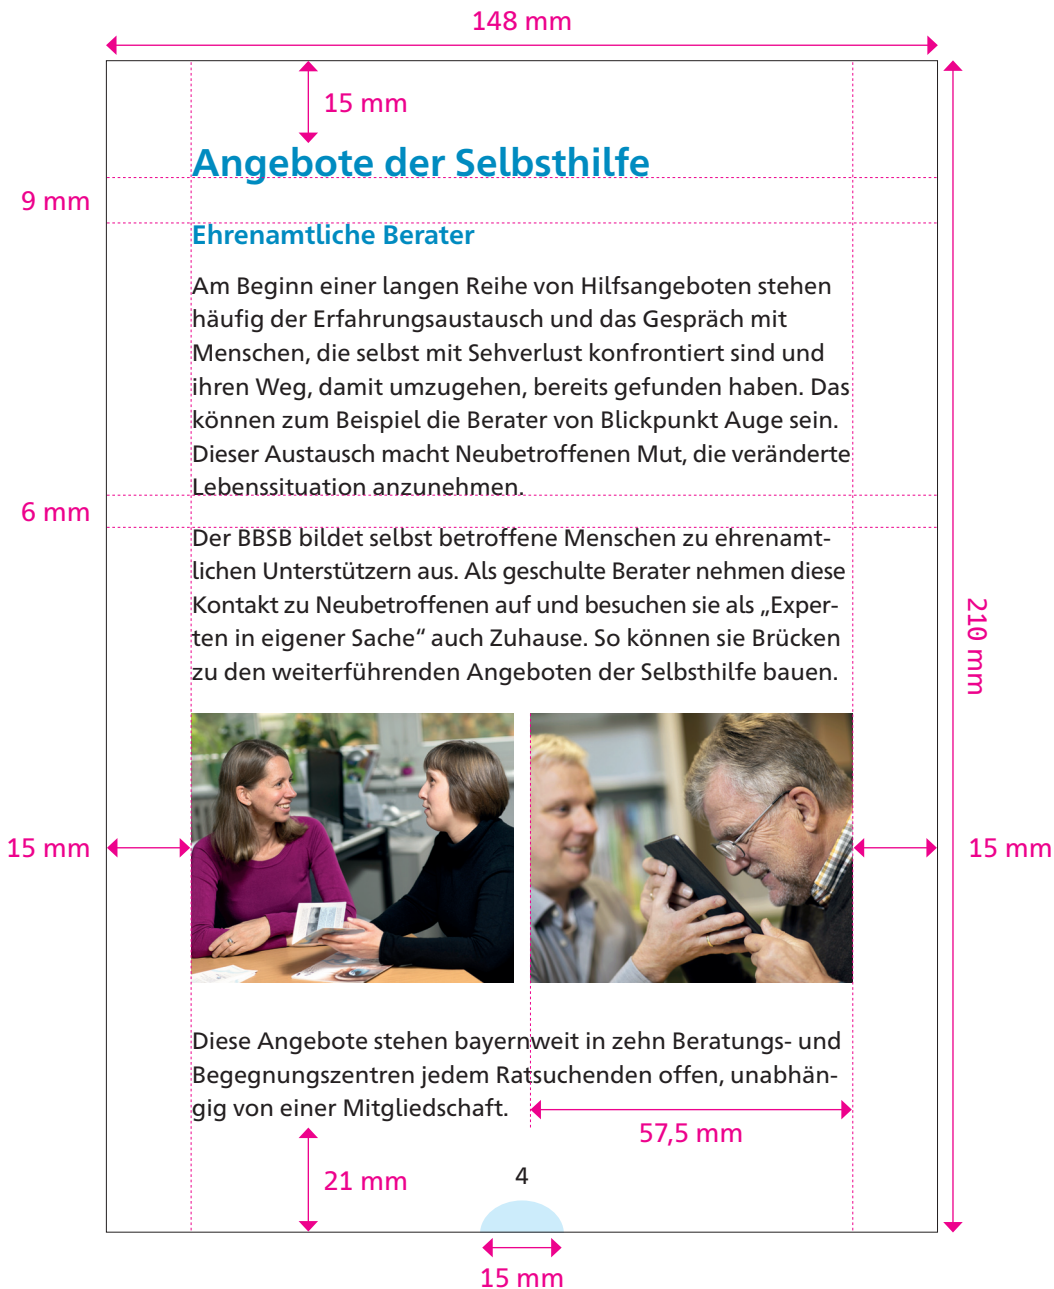 148 mm
15 mm
Angebote der Selbsthilfe
9 mm
Ehrenamtliche Berater
Am Beginn einer langen Reihe von Hilfsangeboten stehen
häufig der Erfahrungsaustausch und das Gespräch mit
Menschen, die selbst mit Sehverlust konfrontiert sind und
ihren Weg, damit umzugehen, bereits gefunden haben. Das
können zum Beispiel die Berater von Blickpunkt Auge sein.
Dieser Austausch macht Neubetroffenen Mut, die veränderte
Lebenssituation anzunehmen.
6 mm
Der BBSB bildet selbst betroffene Menschen zu ehrenamt-
lichen Unterstützern aus. Als geschulte Berater nehmen diese
Kontakt zu Neubetroffenen auf und besuchen sie als „Exper-
ten in eigener Sache“ auch Zuhause. So können sie Brücken
zu den weiterführenden Angeboten der Selbsthilfe bauen.
210 mm
15 mm
15 mm
Diese Angebote stehen bayernweit in zehn Beratungs- und
Begegnungszentren jedem Ratsuchenden offen, unabhän-
gig von einer Mitgliedschaft.
57,5 mm
21 mm
4
15 mm